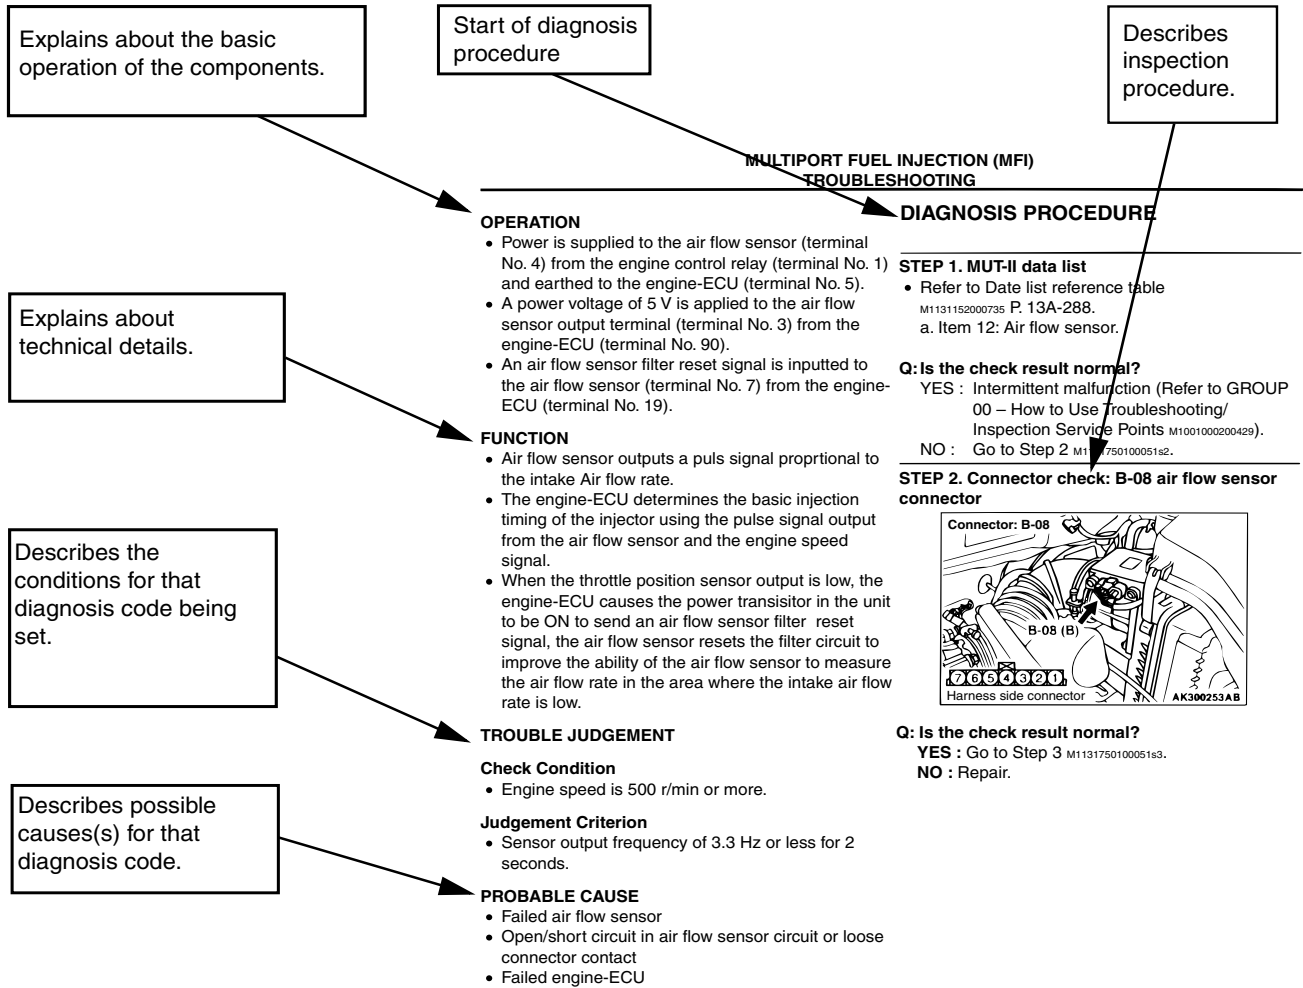 Explains about the basic
operation of the components.
Start of diagnosis
procedure
Describes
inspection
procedure.
MULTIPORT FUEL INJECTION (MFI)
TROUBLESHOOTING
Explains about
technical details.
Describes the
conditions for that
diagnosis code being
set.
Describes possible
causes(s) for that
diagnosis code.
OPERATION
• Power is supplied to the air flow sensor (terminal
No. 4) from the engine control relay (terminal No. 1)
and earthed to the engine-ECU (terminal No. 5).
• A power voltage of 5 V is applied to the air flow
sensor output terminal (terminal No. 3) from the
engine-ECU (terminal No. 90).
• An air flow sensor filter reset signal is inputted to
the air flow sensor (terminal No. 7) from the engine-
ECU (terminal No. 19).
FUNCTION
• Air flow sensor outputs a puls signal proprtional to
the intake Air flow rate.
• The engine-ECU determines the basic injection
timing of the injector using the pulse signal output
from the air flow sensor and the engine speed
signal.
• When the throttle position sensor output is low, the
engine-ECU causes the power transisitor in the unit
to be ON to send an air flow sensor filter reset
signal, the air flow sensor resets the filter circuit to
improve the ability of the air flow sensor to measure
the air flow rate in the area where the intake air flow
rate is low.
TROUBLE JUDGEMENT
Check Condition
• Engine speed is 500 r/min or more.
Judgement Criterion
• Sensor output frequency of 3.3 Hz or less for 2
seconds.
PROBABLE CAUSE
• Failed air flow sensor
• Open/short circuit in air flow sensor circuit or loose
connector contact
• Failed engine-ECU
DIAGNOSIS PROCEDURE
STEP 1. MUT-II data list
• Refer to Date list reference table
M1131152000735 P. 13A-288.
a. Item 12: Air flow sensor.
Q: Is the check result normal?
YES : Intermittent malfunction (Refer to GROUP
00 – How to Use Troubleshooting/
Inspection Service Points M1001000200429).
NO : Go to Step 2 M1131750100051s2.
STEP 2. Connector check: B-08 air flow sensor
connector
Connector: B-08
B-08 (B)
7 6 5 4 3 2 1
Harness side connector
AK300253AB
Q: Is the check result normal?
YES : Go to Step 3 M1131750100051s3.
NO : Repair.